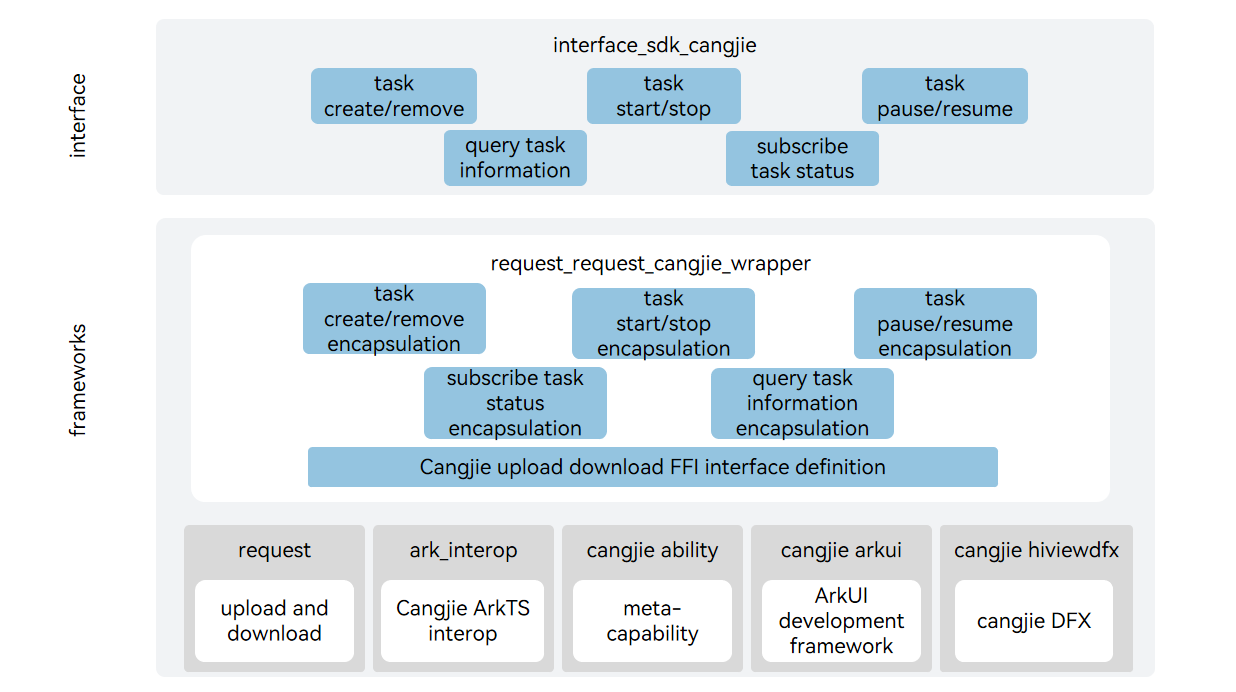 interface
interface_sdk_cangjie
task
create/remove
task
start/stop
task
pause/resume
query task
information
subscribe
task status
frameworks
request_request_cangjie_wrapper
task
create/remove
encapsulation
task
start/stop
encapsulation
task
pause/resume
encapsulation
subscribe task
status
encapsulation
query task
information
encapsulation
Cangjie upload download FFI interface definition
request
upload and
download
ark_interop
Cangjie ArkTS
interop
cangjie ability
meta-
capability
cangjie arkui
ArkUI
development
framework
cangjie hiviewdfx
cangjie DFX